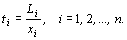 t_i = L_i / x_i ,   i = 1, 2, ..., n.